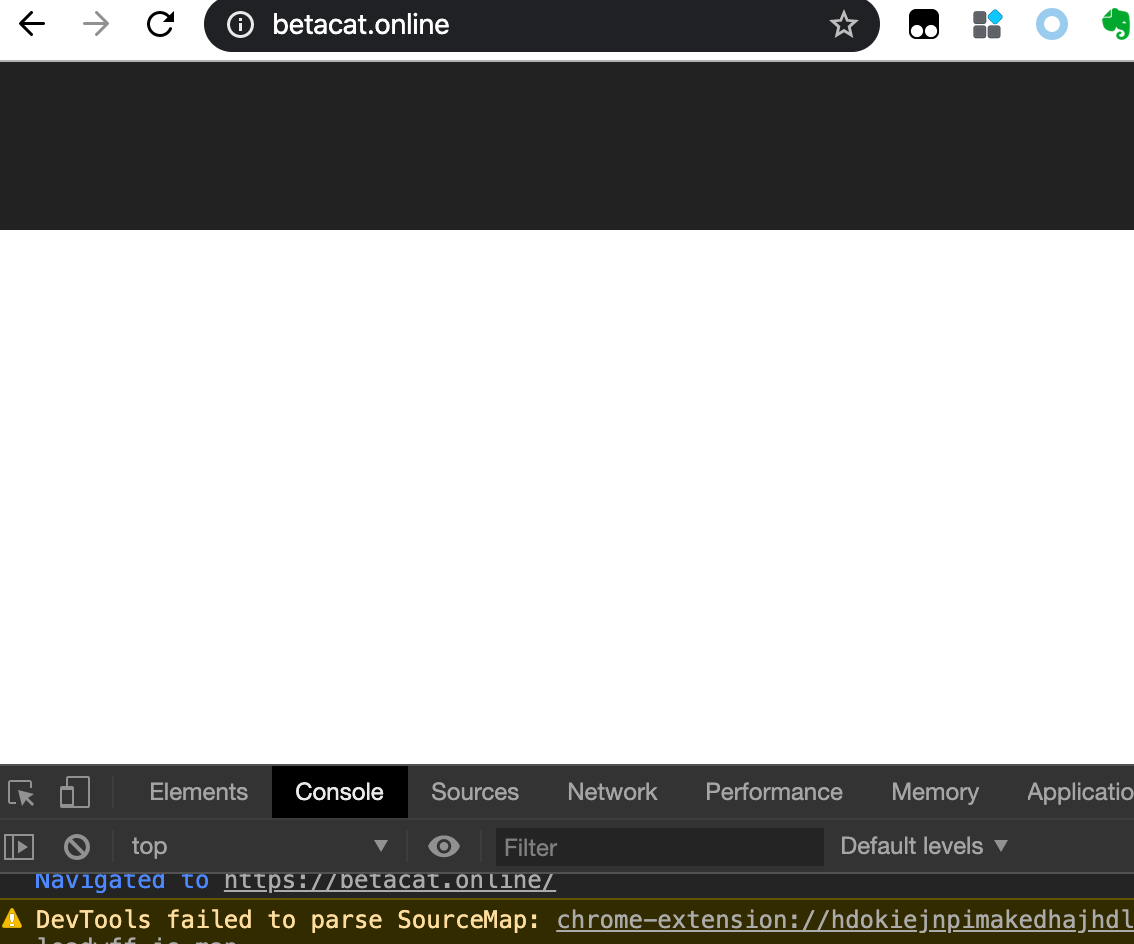 betacat.online
Elements Console Sources Network Performance Memory Applicatio
top Filter Default levels
Navigated to https://betacat.online/
DevTools failed to parse SourceMap: chrome-extension://hdokiejnpimakedhajhdl